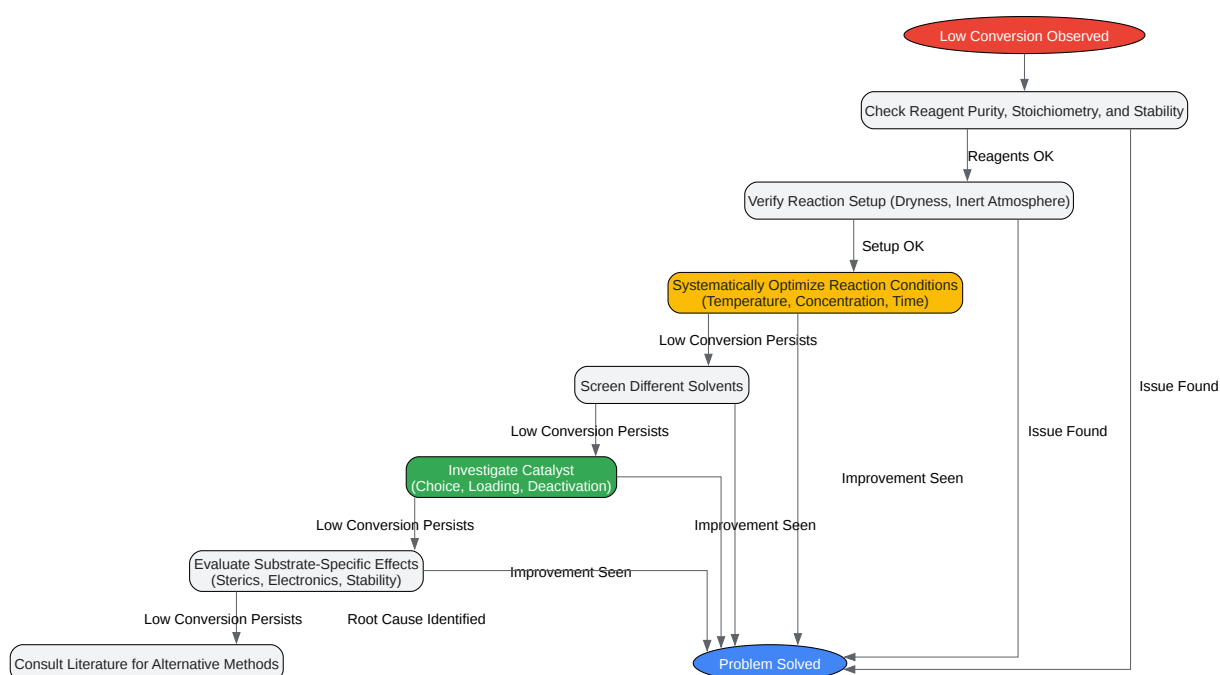 Low Conversion Observed
Check Reagent Purity, Stoichiometry, and Stability
Reagents OK
Verify Reaction Setup (Dryness, Inert Atmosphere)
Setup OK
Systematically Optimize Reaction Conditions
(Temperature, Concentration, Time)
Low Conversion Persists
Screen Different Solvents
Issue Found
Low Conversion Persists
Issue Found
Investigate Catalyst
(Choice, Loading, Deactivation)
Improvement Seen
Low Conversion Persists
Improvement Seen
Evaluate Substrate-Specific Effects
(Sterics, Electronics, Stability)
Improvement Seen
Low Conversion Persists
Root Cause Identified
Consult Literature for Alternative Methods
Problem Solved